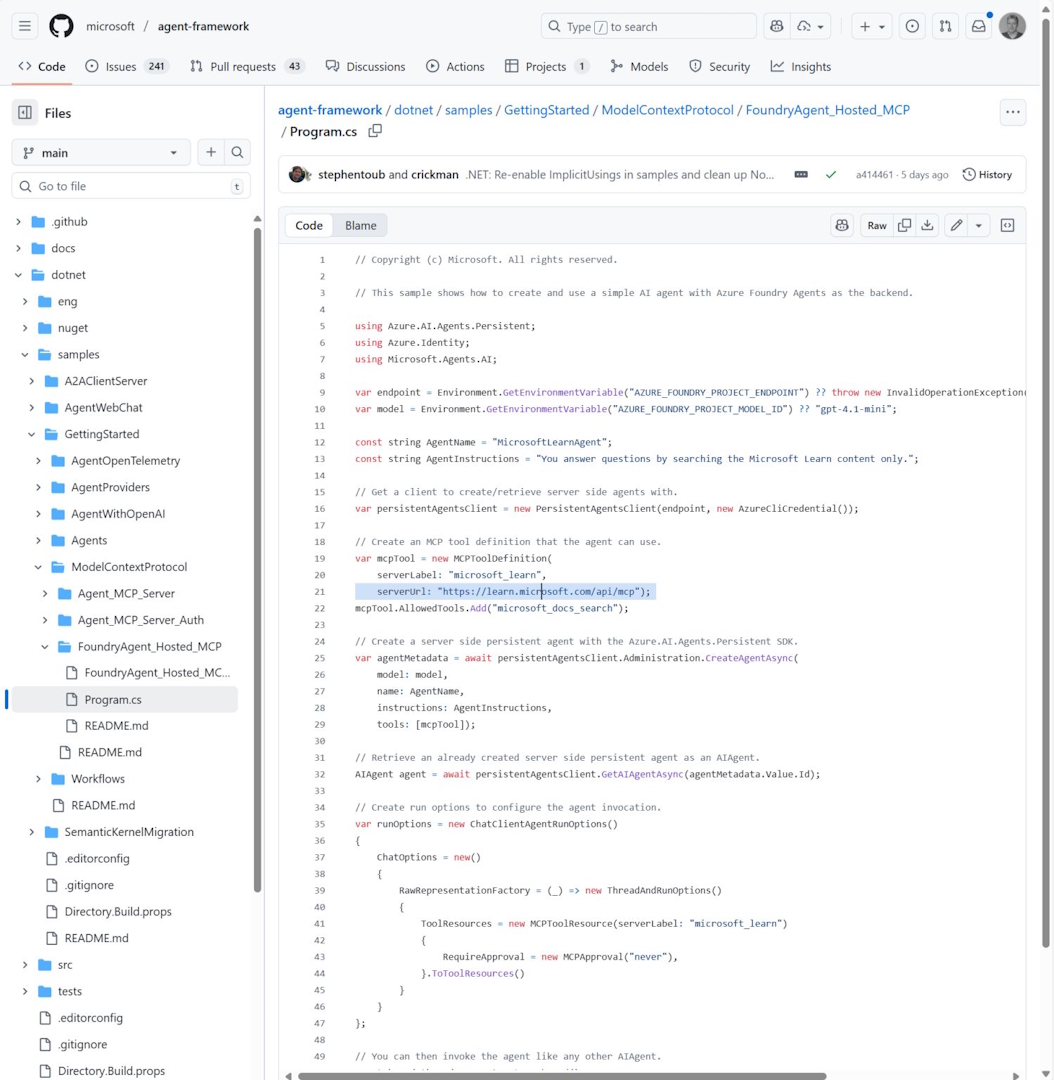 microsoft / agent-framework
Type / to search
Code
Issues 241
Pull requests 43
Discussions
Actions
Projects 1
Models
Security
Insights
Files
main
Go to file
t
.github
docs
dotnet
eng
nuget
samples
A2AClientServer
AgentWebChat
GettingStarted
AgentOpenTelemetry
AgentProviders
AgentWithOpenAI
Agents
ModelContextProtocol
Agent_MCP_Server
Agent_MCP_Server_Auth
FoundryAgent_Hosted_MCP
FoundryAgent_Hosted_MC...
Program.cs
README.md
README.md
Workflows
README.md
SemanticKernelMigration
.editorconfig
.gitignore
Directory.Build.props
README.md
src
tests
.editorconfig
.gitignore
Directory.Build.props
agent-framework / dotnet / samples / GettingStarted / ModelContextProtocol / FoundryAgent_Hosted_MCP
/ Program.cs
stephentoub and crickman .NET: Re-enable ImplicitUsings in samples and clean up No... a414461 · 5 days ago History
Code Blame Raw
1 // Copyright (c) Microsoft. All rights reserved.
2
3 // This sample shows how to create and use a simple AI agent with Azure Foundry Agents as the backend.
4
5 using Azure.AI.Agents.Persistent;
6 using Azure.Identity;
7 using Microsoft.Agents.AI;
8
9 var endpoint = Environment.GetEnvironmentVariable("AZURE_FOUNDRY_PROJECT_ENDPOINT") ?? throw new InvalidOperationException(
10 var model = Environment.GetEnvironmentVariable("AZURE_FOUNDRY_PROJECT_MODEL_ID") ?? "gpt-4.1-mini";
11
12 const string AgentName = "MicrosoftLearnAgent";
13 const string AgentInstructions = "You answer questions by searching the Microsoft Learn content only.";
14
15 // Get a client to create/retrieve server side agents with.
16 var persistentAgentsClient = new PersistentAgentsClient(endpoint, new AzureCliCredential());
17
18 // Create an MCP tool definition that the agent can use.
19 var mcpTool = new MCPToolDefinition(
20 serverLabel: "microsoft_learn",
21 serverUrl: "https://learn.microsoft.com/api/mcp");
22 mcpTool.AllowedTools.Add("microsoft_docs_search");
23
24 // Create a server side persistent agent with the Azure.AI.Agents.Persistent SDK.
25 var agentMetadata = await persistentAgentsClient.Administration.CreateAgentAsync(
26 model: model,
27 name: AgentName,
28 instructions: AgentInstructions,
29 tools: [mcpTool]);
30
31 // Retrieve an already created server side persistent agent as an AIAgent.
32 AIAgent agent = await persistentAgentsClient.GetAIAgentAsync(agentMetadata.Value.Id);
33
34 // Create run options to configure the agent invocation.
35 var runOptions = new ChatClientAgentRunOptions()
36 {
37 ChatOptions = new()
38 {
39 RawRepresentationFactory = (_) => new ThreadAndRunOptions()
40 {
41 ToolResources = new MCPToolResource(serverLabel: "microsoft_learn")
42 {
43 RequireApproval = new MCPApproval("never"),
44 }.ToToolResources()
45 }
46 }
47 };
48
49 // You can then invoke the agent like any other AIAgent.